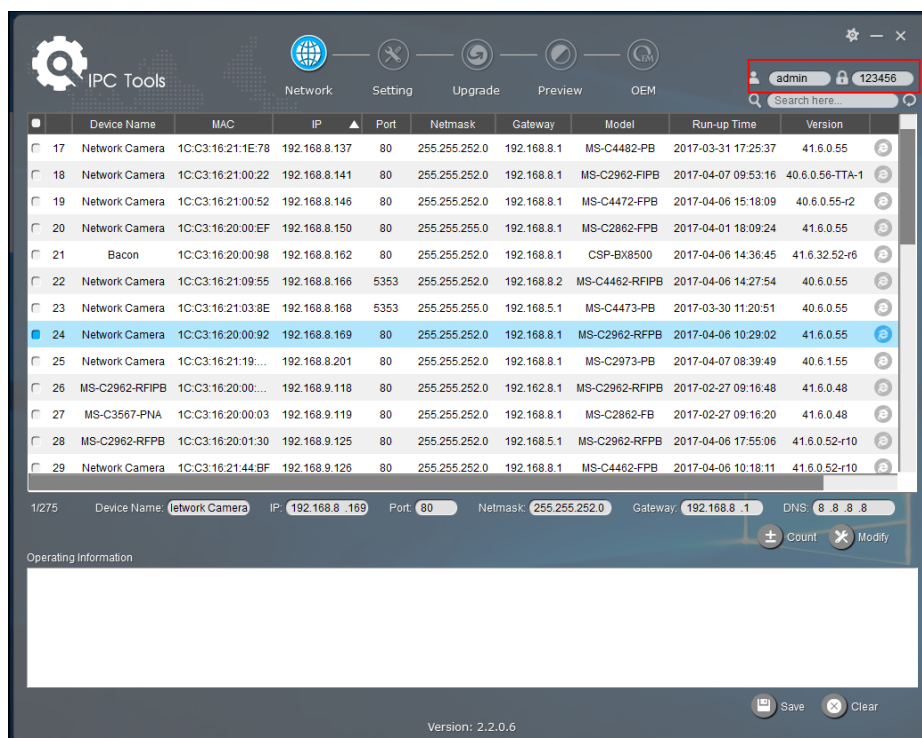 IPC Tools
Network Setting Upgrade Preview OEM
admin 123456
Search here...
Device Name MAC IP Port Netmask Gateway Model Run-up Time Version
17 Network Camera 1C:C3:16:21:1E:78 192.168.8.137 80 255.255.252.0 192.168.8.1 MS-C4482-PB 2017-03-31 17:25:37 41.6.0.55
18 Network Camera 1C:C3:16:21:00:22 192.168.8.141 80 255.255.252.0 192.168.8.1 MS-C2962-FIPB 2017-04-07 09:53:16 40.6.0.56-TTA-1
19 Network Camera 1C:C3:16:21:00:52 192.168.8.146 80 255.255.252.0 192.168.8.1 MS-C4472-FPB 2017-04-06 15:18:09 40.6.0.55-r2
20 Network Camera 1C:C3:16:20:00:EF 192.168.8.150 80 255.255.255.0 192.168.8.1 MS-C2862-FPB 2017-04-01 18:09:24 41.6.0.55
21 Bacon 1C:C3:16:20:00:98 192.168.8.162 80 255.255.255.0 192.168.8.1 CSP-BX8500 2017-04-06 14:36:45 41.6.32.52-r6
22 Network Camera 1C:C3:16:21:09:55 192.168.8.166 5353 255.255.255.0 192.168.8.2 MS-C4462-RFIPB 2017-04-06 14:27:54 40.6.0.55
23 Network Camera 1C:C3:16:21:03:8E 192.168.8.168 5353 255.255.255.0 192.168.5.1 MS-C4473-PB 2017-03-30 11:20:51 40.6.0.55
24 Network Camera 1C:C3:16:20:00:92 192.168.8.169 80 255.255.252.0 192.168.8.1 MS-C2962-RFPB 2017-04-06 10:29:02 41.6.0.55
25 Network Camera 1C:C3:16:21:19:... 192.168.8.201 80 255.255.255.0 192.168.8.1 MS-C2973-PB 2017-04-07 08:39:49 40.6.1.55
26 MS-C2962-RFIPB 1C:C3:16:20:00:... 192.168.9.118 80 255.255.252.0 192.162.8.1 MS-C2962-RFIPB 2017-02-27 09:16:48 41.6.0.48
27 MS-C3567-PNA 1C:C3:16:20:00:03 192.168.9.119 80 255.255.252.0 192.168.8.1 MS-C2862-FB 2017-02-27 09:16:20 41.6.0.48
28 MS-C2962-RFPB 1C:C3:16:20:01:30 192.168.9.125 80 255.255.252.0 192.168.5.1 MS-C2962-RFPB 2017-04-06 17:55:06 41.6.0.52-r10
29 Network Camera 1C:C3:16:21:44:BF 192.168.9.126 80 255.255.252.0 192.168.8.1 MS-C4462-FPB 2017-04-06 10:18:11 41.6.0.52-r10
1/275 Device Name: letwork Camera IP: 192.168.8 .169 Port: 80 Netmask: 255.255.252.0 Gateway: 192.168.8 .1 DNS: 8 .8 .8 .8
Count Modify
Operating Information
Save Clear
Version: 2.2.0.6